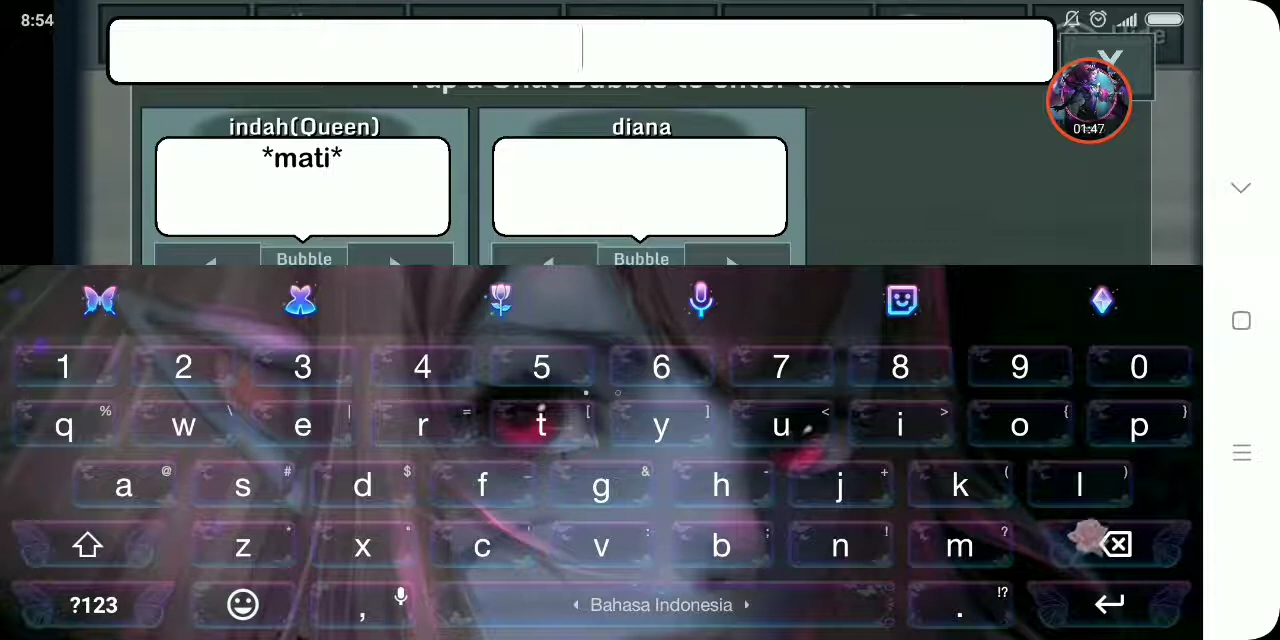 8:54
Tap a Chat Bubble to enter text
X
01:47
indah(Queen)
diana
*mati*
Bubble
Bubble
1 2 3 4 5 6 7 8 9 0
q % w \ e | r = t [ y ] u < i > o { p }
a @ s # d $ f _ g & h - j + k ( l )
z * x " c ' v : b ; n ! m ?
?123 , Bahasa Indonesia . !?